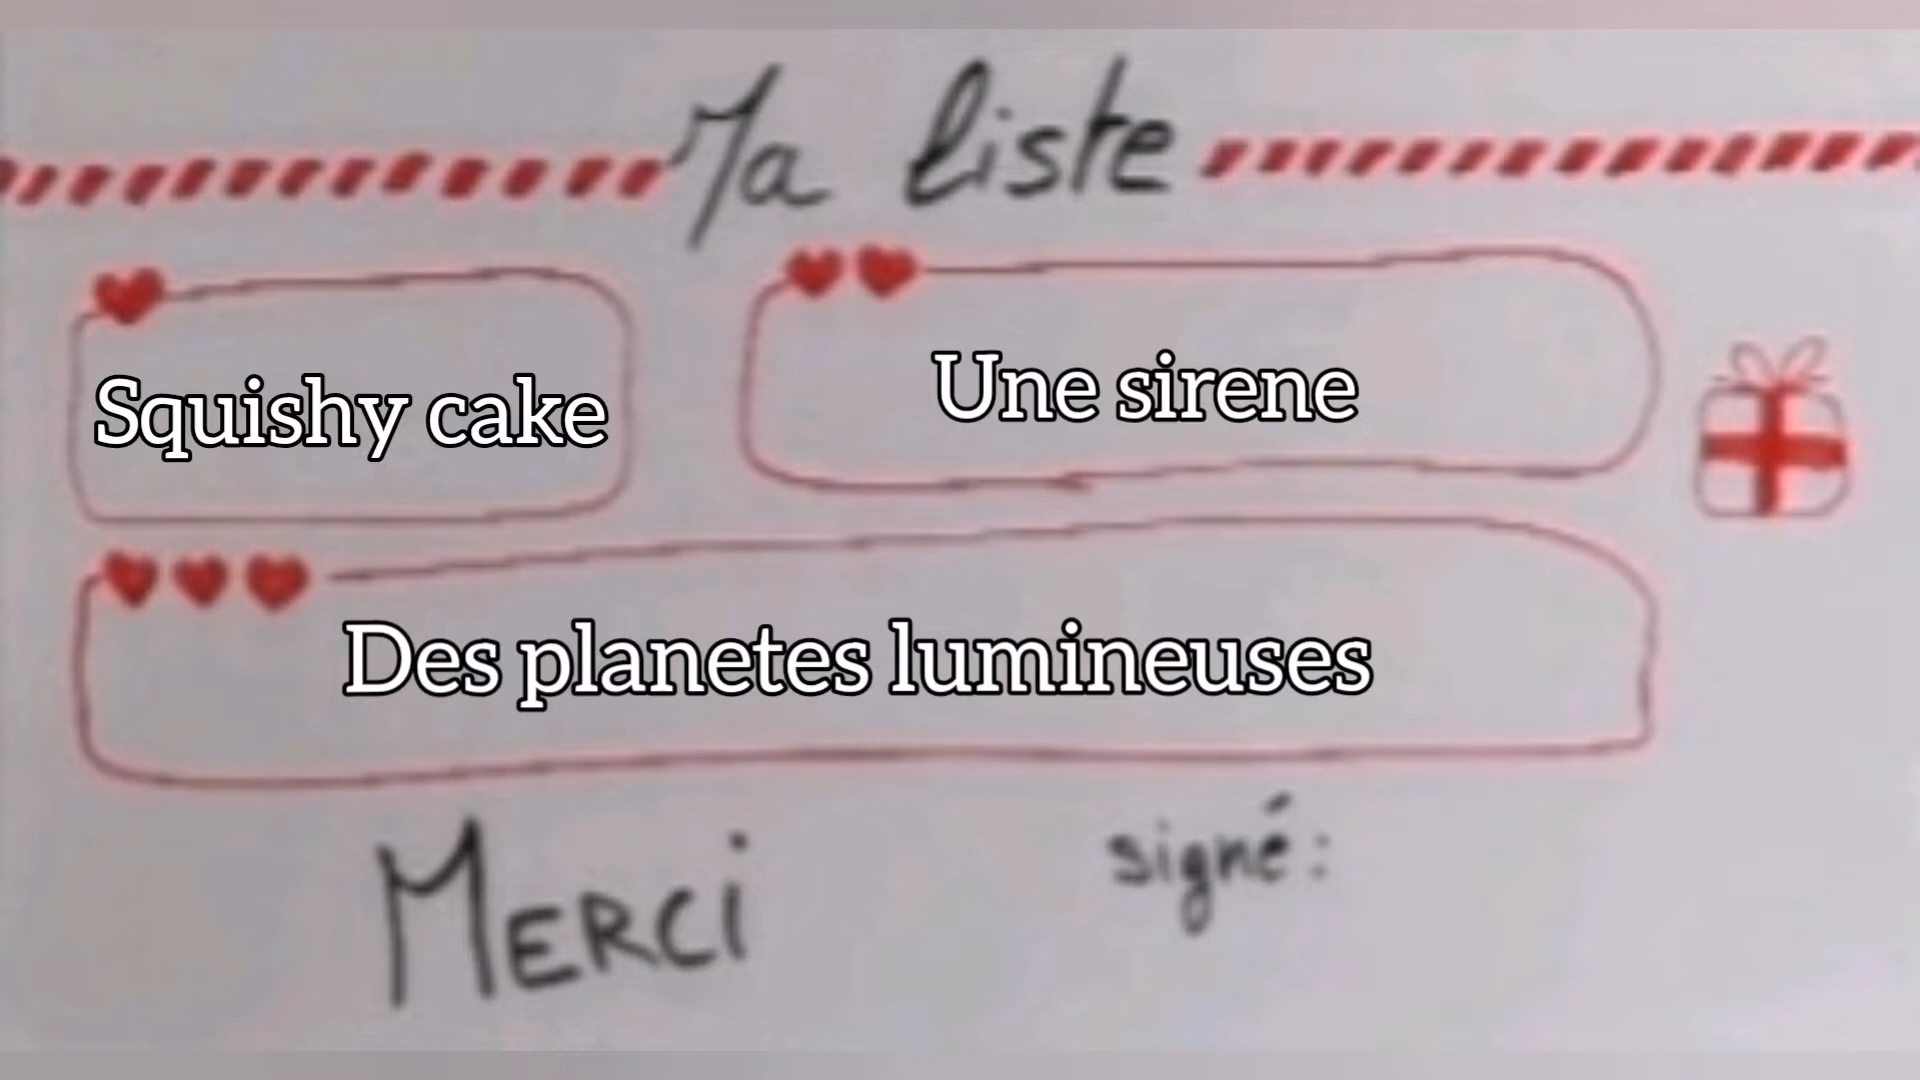 Ma liste
Squishy cake
Une sirene
Des planetes lumineuses
MERCi
signé: